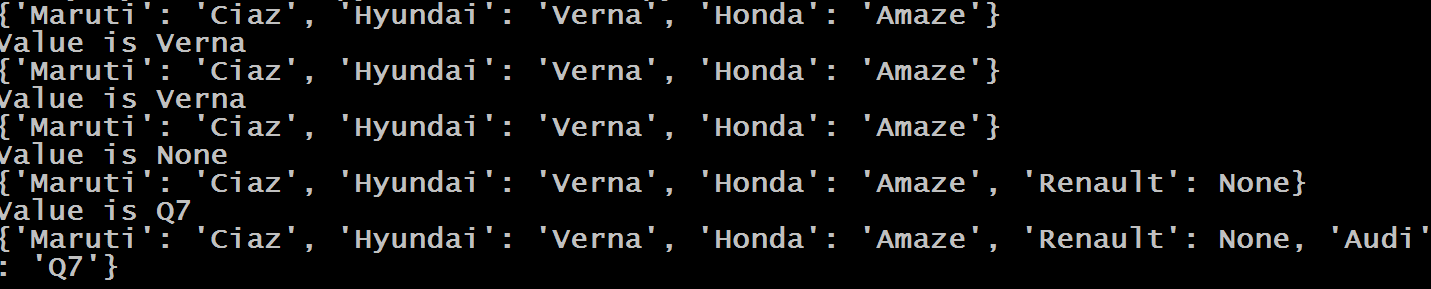 {'Maruti': 'Ciaz', 'Hyundai': 'Verna', 'Honda': 'Amaze'}
Value is Verna
{'Maruti': 'Ciaz', 'Hyundai': 'Verna', 'Honda': 'Amaze'}
Value is Verna
{'Maruti': 'Ciaz', 'Hyundai': 'Verna', 'Honda': 'Amaze'}
Value is None
{'Maruti': 'Ciaz', 'Hyundai': 'Verna', 'Honda': 'Amaze', 'Renault': None}
Value is Q7
{'Maruti': 'Ciaz', 'Hyundai': 'Verna', 'Honda': 'Amaze', 'Renault': None, 'Audi'
: 'Q7'}